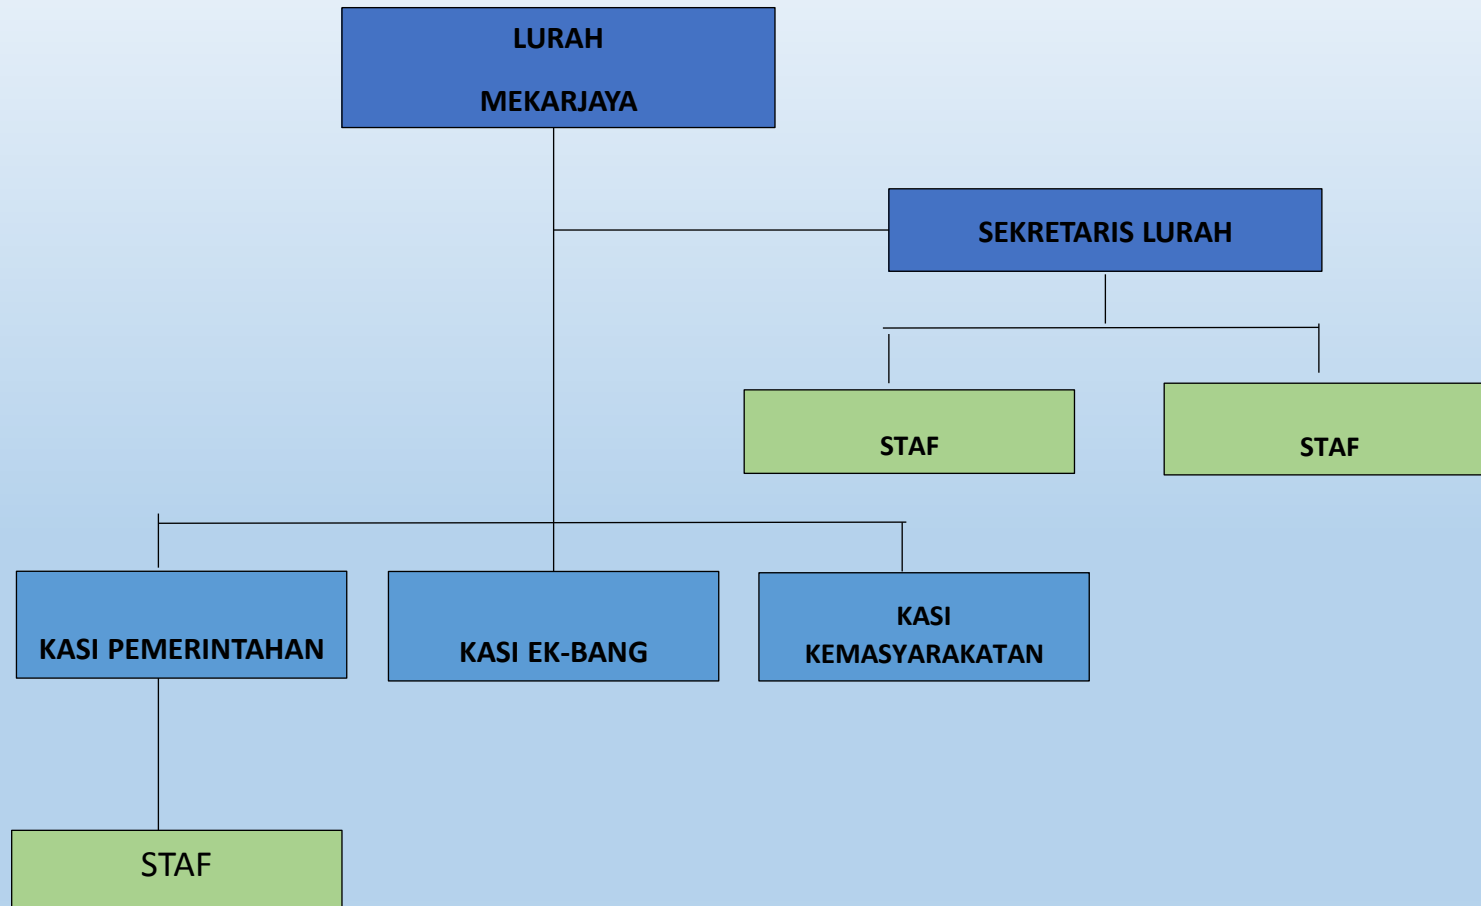 LURAH
MEKARJAYA
SEKRETARIS LURAH
STAF
STAF
KASI PEMERINTAHAN
KASI EK-BANG
KASI
KEMASYARAKATAN
STAF